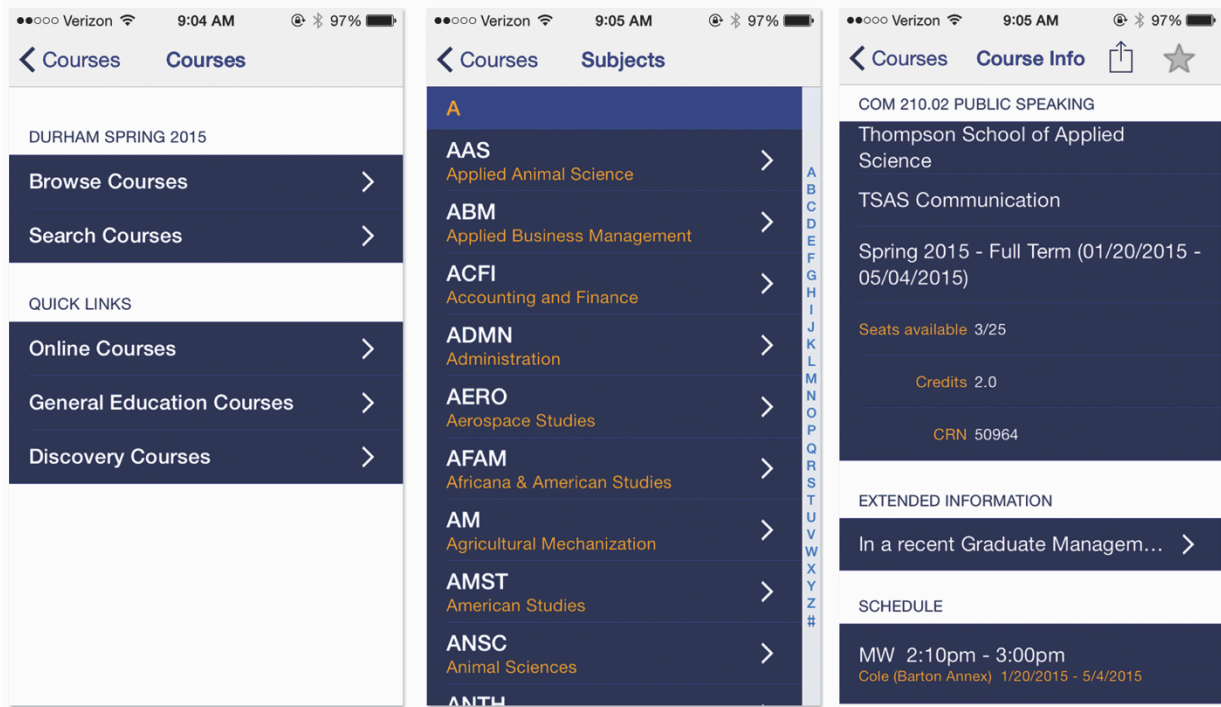 Verizon 9:04 AM 97%
Courses Courses
DURHAM SPRING 2015
Browse Courses
Search Courses
QUICK LINKS
Online Courses
General Education Courses
Discovery Courses
Verizon 9:05 AM 97%
Courses Subjects
A
AAS
Applied Animal Science
ABM
Applied Business Management
ACFI
Accounting and Finance
ADMN
Administration
AERO
Aerospace Studies
AFAM
Africana & American Studies
AM
Agricultural Mechanization
AMST
American Studies
ANSC
Animal Sciences
ANTH
A
B
C
D
E
F
G
H
I
J
K
L
M
N
O
P
Q
R
S
T
U
V
W
X
Y
Z
#
Verizon 9:05 AM 97%
Courses Course Info
COM 210.02 PUBLIC SPEAKING
Thompson School of Applied
Science
TSAS Communication
Spring 2015 - Full Term (01/20/2015 -
05/04/2015)
Seats available 3/25
Credits 2.0
CRN 50964
EXTENDED INFORMATION
In a recent Graduate Managem...
SCHEDULE
MW 2:10pm - 3:00pm
Cole (Barton Annex) 1/20/2015 - 5/4/2015